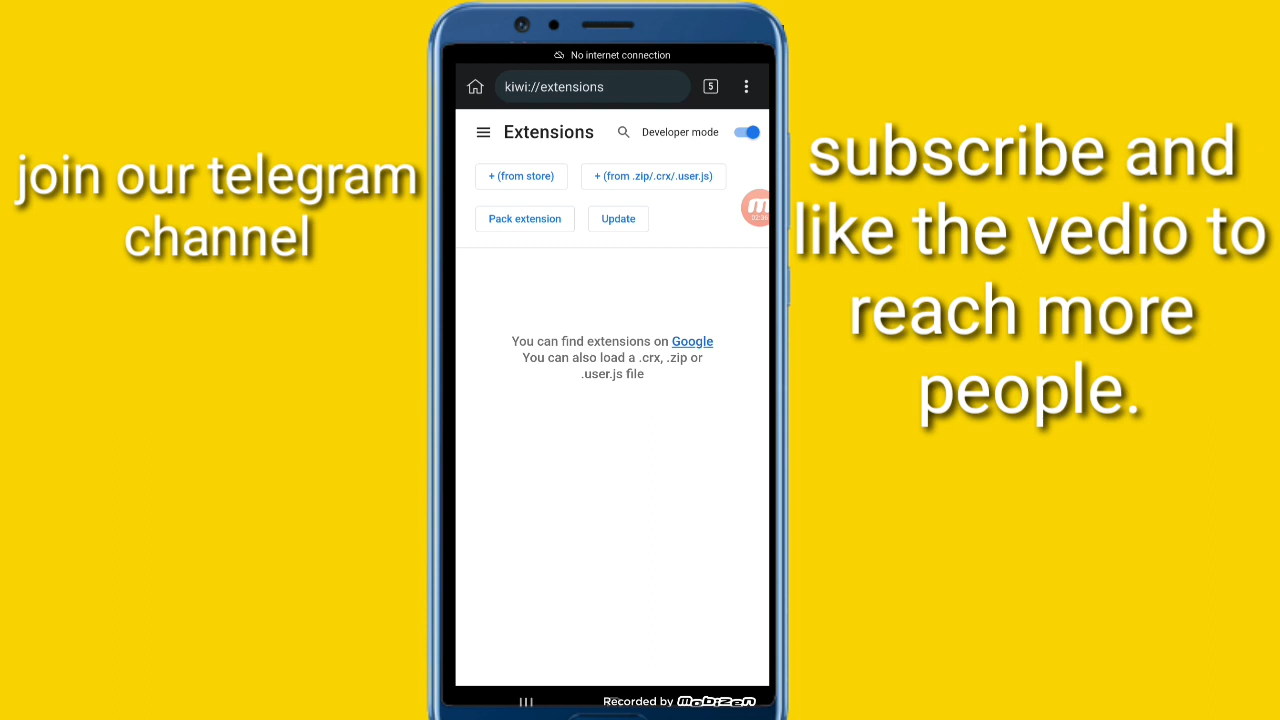 join our telegram
channel
No internet connection
kiwi://extensions
5
Extensions
Developer mode
+ (from store)
+ (from .zip/.crx/.user.js)
Pack extension
Update
02:36
You can find extensions on Google
You can also load a .crx, .zip or
.user.js file
Recorded by Mobizen
subscribe and
like the vedio to
reach more
people.